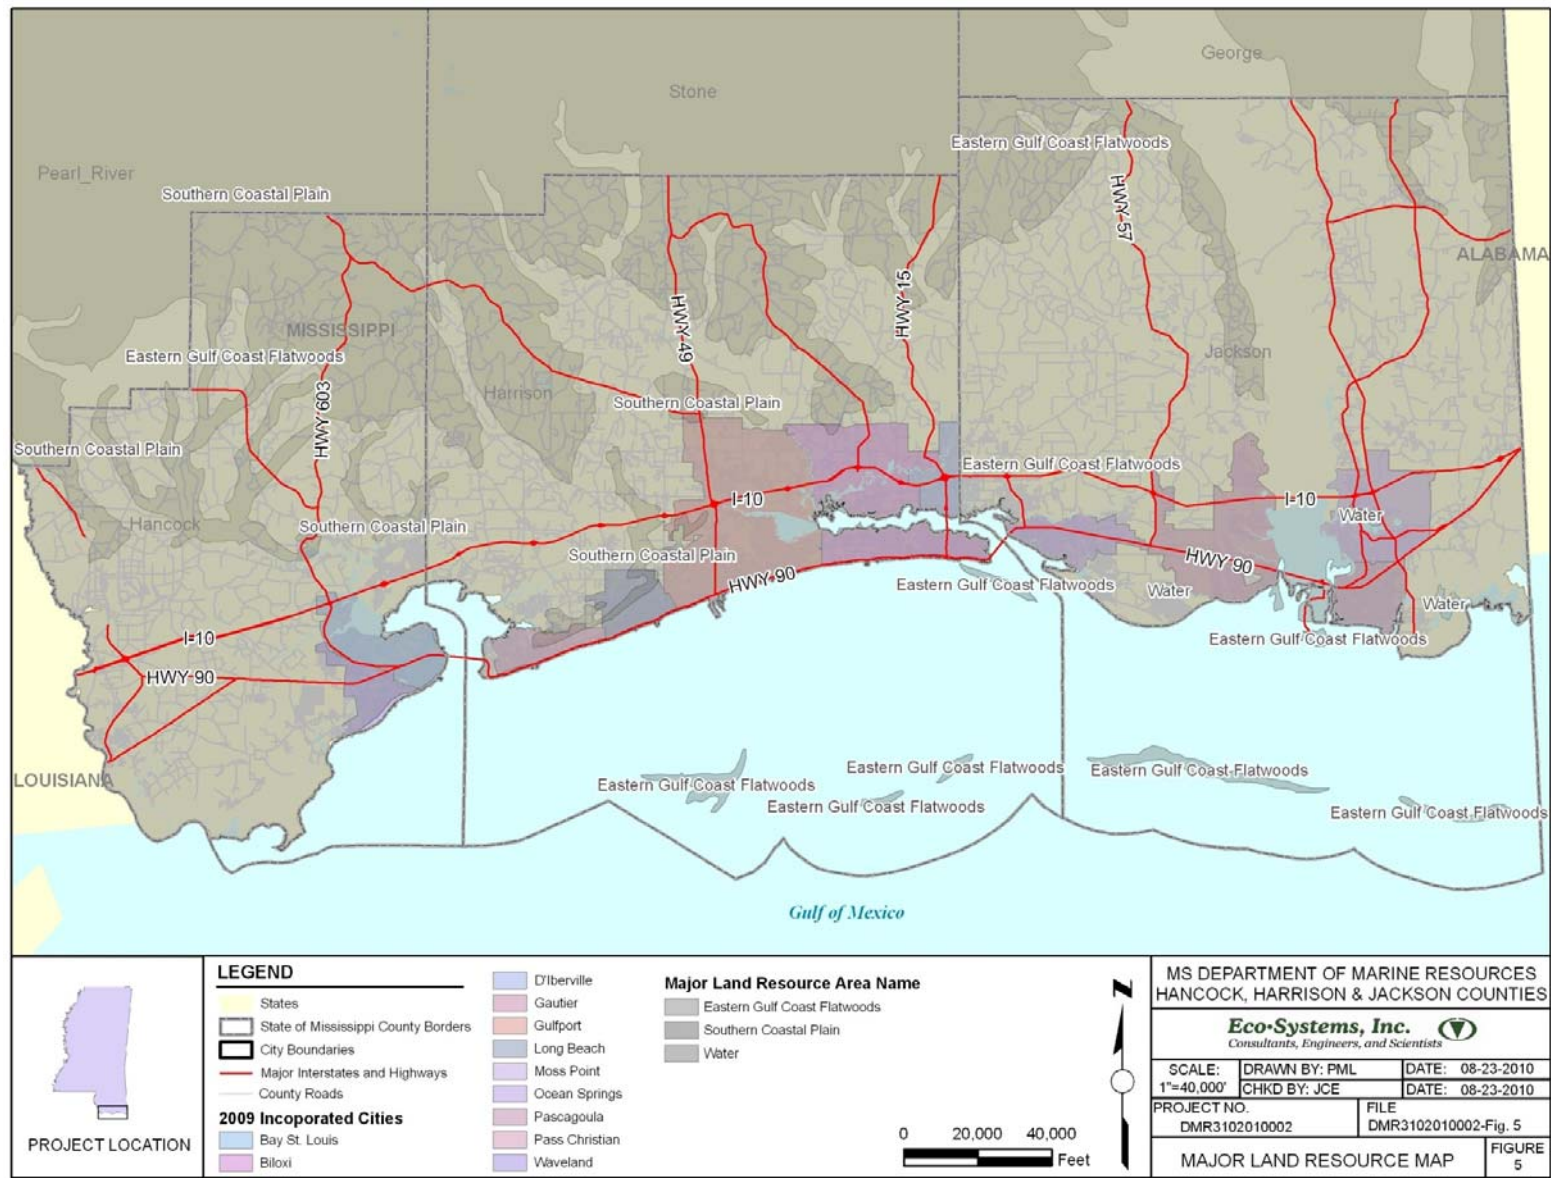 George
Stone
Eastern Gulf Coast Flatwoods
Pearl_River
Southern Coastal Plain
HWY 57
ALABAMA
HWY 15
HWY 49
MISSISSIPPI
Eastern Gulf Coast Flatwoods
Jackson
Harrison
HWY 603
Southern Coastal Plain
Southern Coastal Plain
Eastern Gulf Coast Flatwoods
I-10
I-10
Water
Hancock
Southern Coastal Plain
Southern Coastal Plain
HWY 90
HWY 90
Eastern Gulf Coast Flatwoods
Water
Water
I-10
Eastern Gulf Coast Flatwoods
HWY 90
LOUISIANA
Eastern Gulf Coast Flatwoods
Eastern Gulf Coast Flatwoods
Eastern Gulf Coast Flatwoods
Eastern Gulf Coast Flatwoods
Eastern Gulf Coast Flatwoods
Gulf of Mexico
PROJECT LOCATION
LEGEND
States
State of Mississippi County Borders
City Boundaries
Major Interstates and Highways
County Roads
2009 Incoporated Cities
Bay St. Louis
Biloxi
D'Iberville
Gautier
Gulfport
Long Beach
Moss Point
Ocean Springs
Pascagoula
Pass Christian
Waveland
Major Land Resource Area Name
Eastern Gulf Coast Flatwoods
Southern Coastal Plain
Water
N
0 20,000 40,000
Feet
MS DEPARTMENT OF MARINE RESOURCES
HANCOCK, HARRISON & JACKSON COUNTIES
Eco•Systems, Inc.
Consultants, Engineers, and Scientists
SCALE:
1"=40,000'
DRAWN BY: PML
DATE: 08-23-2010
CHKD BY: JCE
DATE: 08-23-2010
PROJECT NO.
DMR3102010002
FILE
DMR3102010002-Fig. 5
MAJOR LAND RESOURCE MAP
FIGURE
5